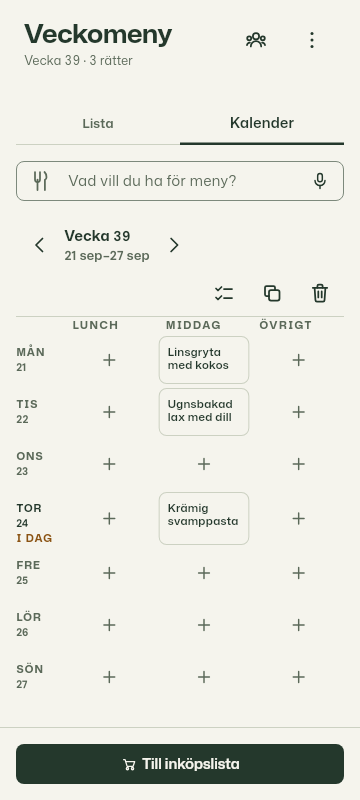 Veckomeny
Vecka 39 · 3 rätter
Lista
Kalender
Vad vill du ha för meny?
Vecka 39
21 sep–27 sep
LUNCH MIDDAG ÖVRIGT
MÅN
21
Linsgryta
med kokos
TIS
22
Ugnsbakad
lax med dill
ONS
23
TOR
24
I DAG
Krämig
svamppasta
FRE
25
LÖR
26
SÖN
27
Till inköpslista